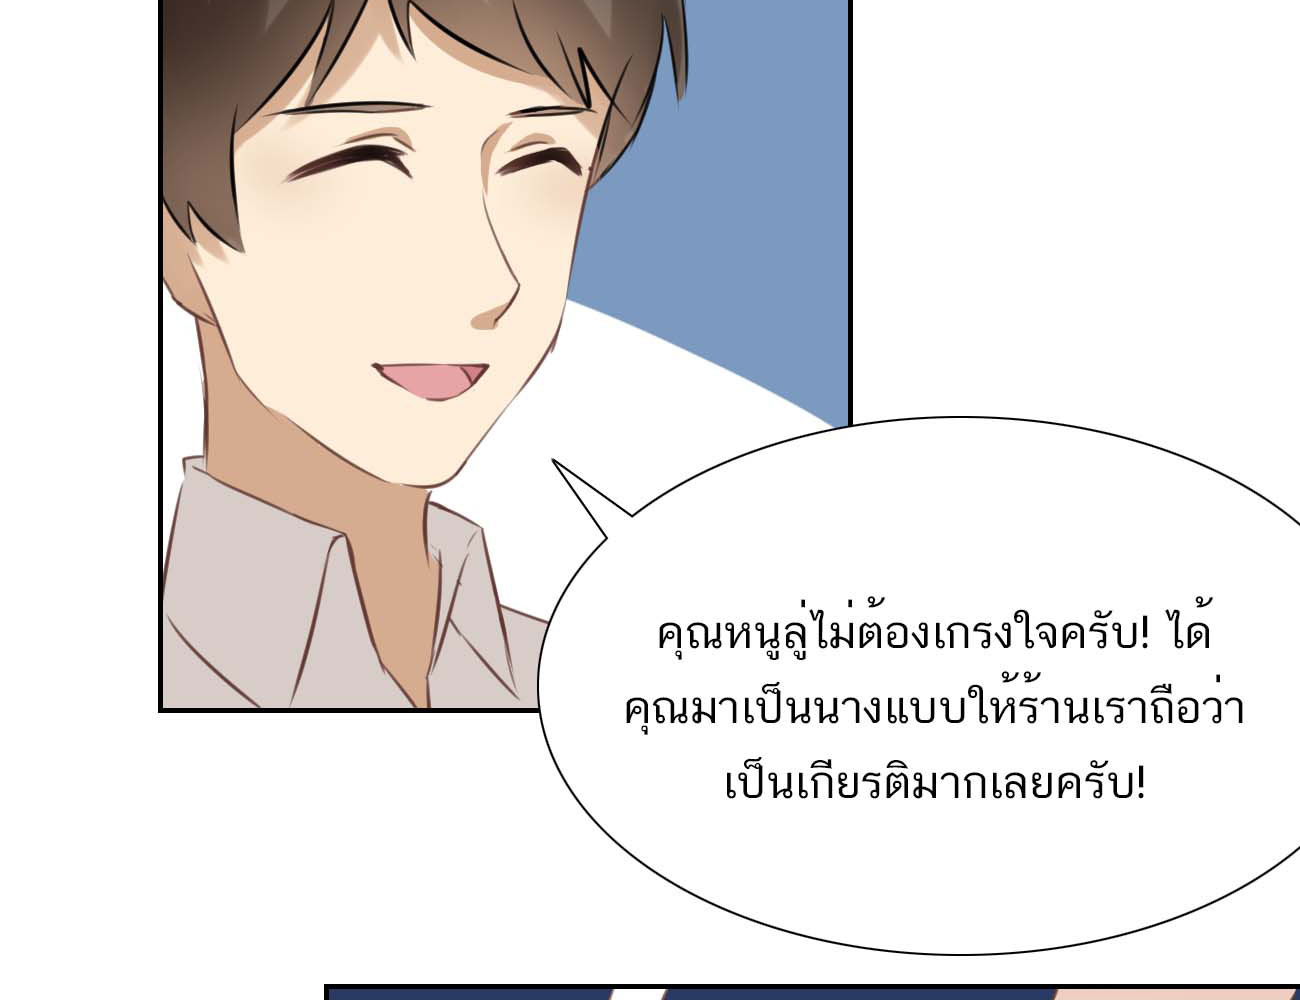 คุณหนูลู่ไม่ต้องเกรงใจครับ! ได้
คุณมาเป็นนางแบบให้ร้านเราถือว่า
เป็นเกียรติมากเลยครับ!